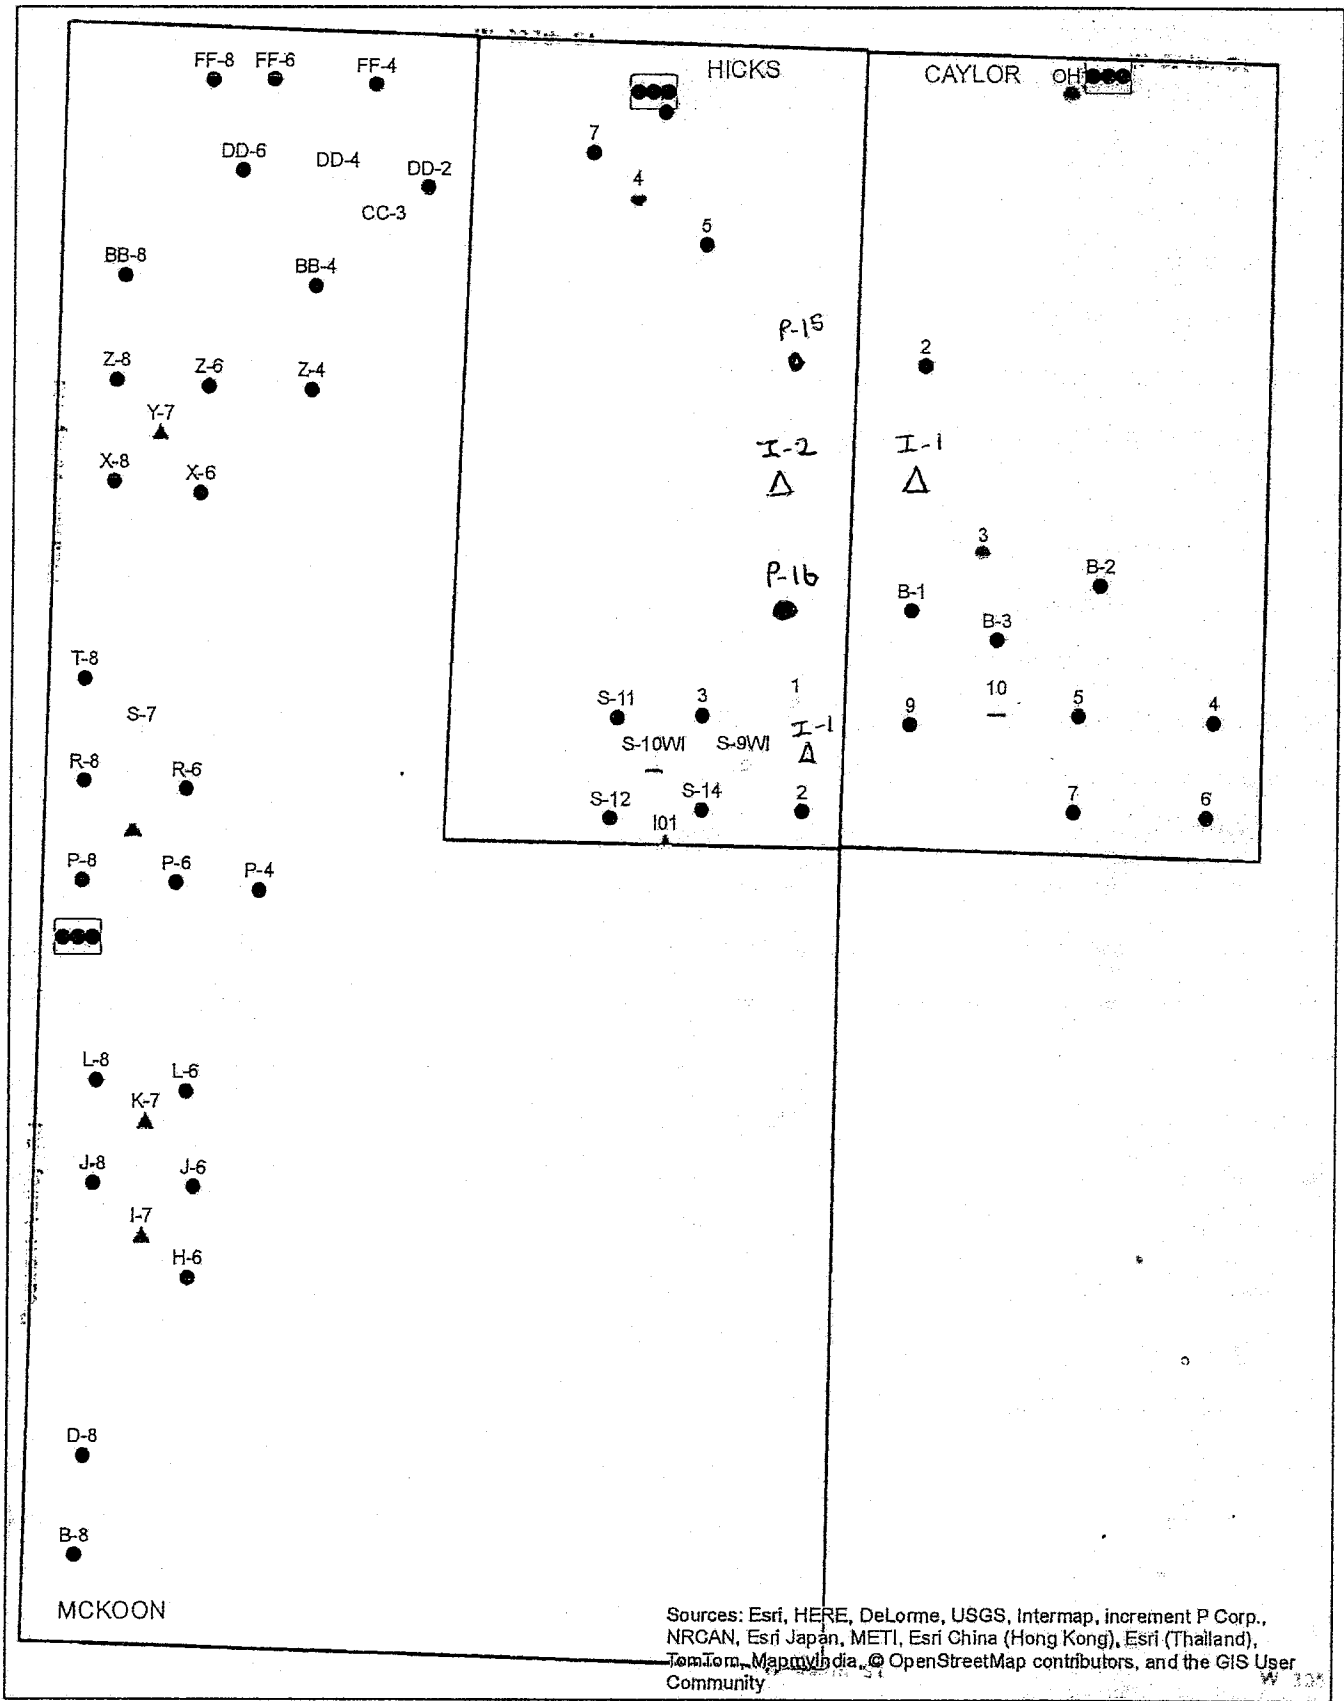 HICKS
CAYLOR
OH
FF-8
FF-6
FF-4
7
DD-6
DD-4
DD-2
4
CC-3
5
BB-8
BB-4
P-15
2
Z-8
Z-6
Z-4
Y-7
I-2
I-1
X-8
X-6
3
B-2
P-16
B-1
B-3
T-8
S-7
S-11
3
1
9
10
5
4
S-10WI
S-9WI
I-1
R-8
R-6
S-12
S-14
2
7
6
I01
P-8
P-6
P-4
L-8
L-6
K-7
J-8
J-6
I-7
H-6
D-8
B-8
MCKOON
Sources: Esri, HERE, DeLorme, USGS, Intermap, increment P Corp.,
NRCAN, Esri Japan, METI, Esri China (Hong Kong), Esri (Thailand),
TomTom, MapmyIndia, © OpenStreetMap contributors, and the GIS User
Community